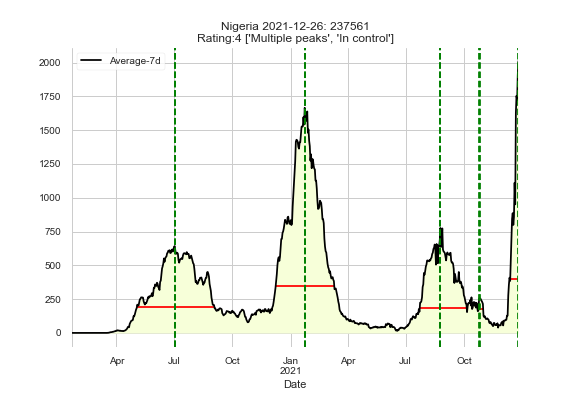 Nigeria 2021-12-26: 237561
Rating:4 ['Multiple peaks', 'In control']
Average-7d
2000
1750
1500
1250
1000
750
500
250
0
Apr Jul Oct Jan Apr Jul Oct
2021
Date